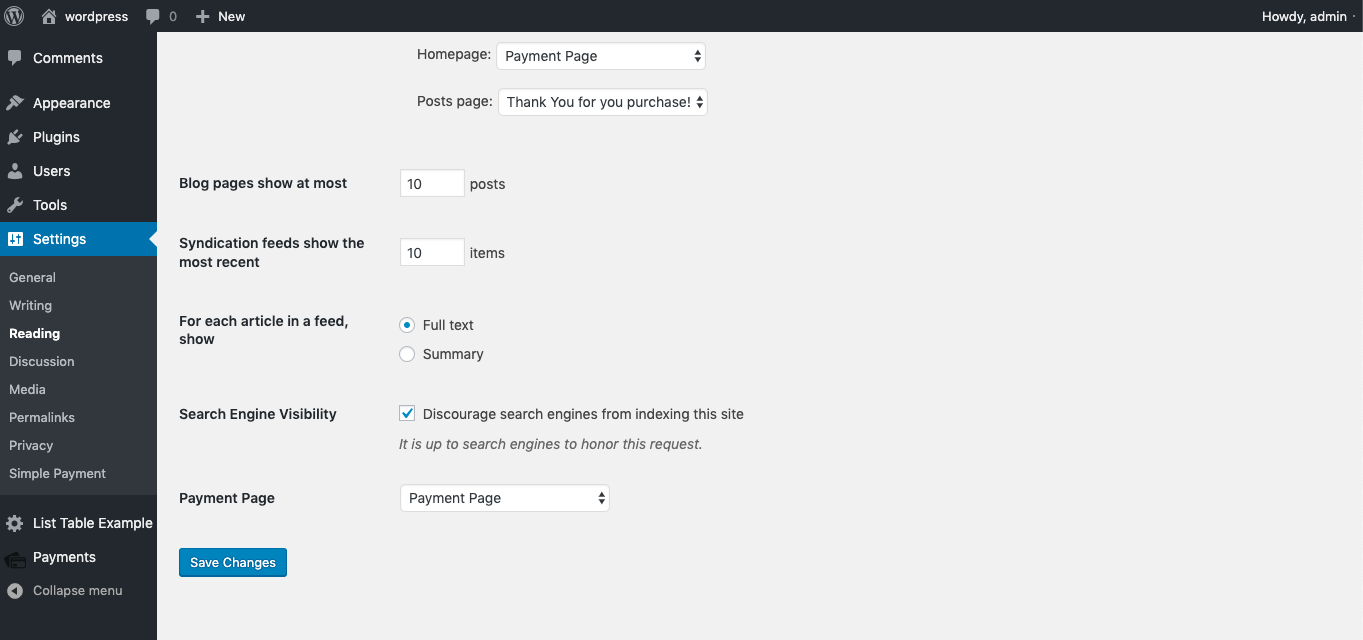 wordpress 0 New Howdy, admin
Comments
Appearance
Plugins
Users
Tools
Settings
General
Writing
Reading
Discussion
Media
Permalinks
Privacy
Simple Payment
List Table Example
Payments
Collapse menu
Homepage: Payment Page
Posts page: Thank You for you purchase!
Blog pages show at most 10 posts
Syndication feeds show the
most recent
10 items
For each article in a feed,
show
Full text
Summary
Search Engine Visibility Discourage search engines from indexing this site
It is up to search engines to honor this request.
Payment Page Payment Page
Save Changes